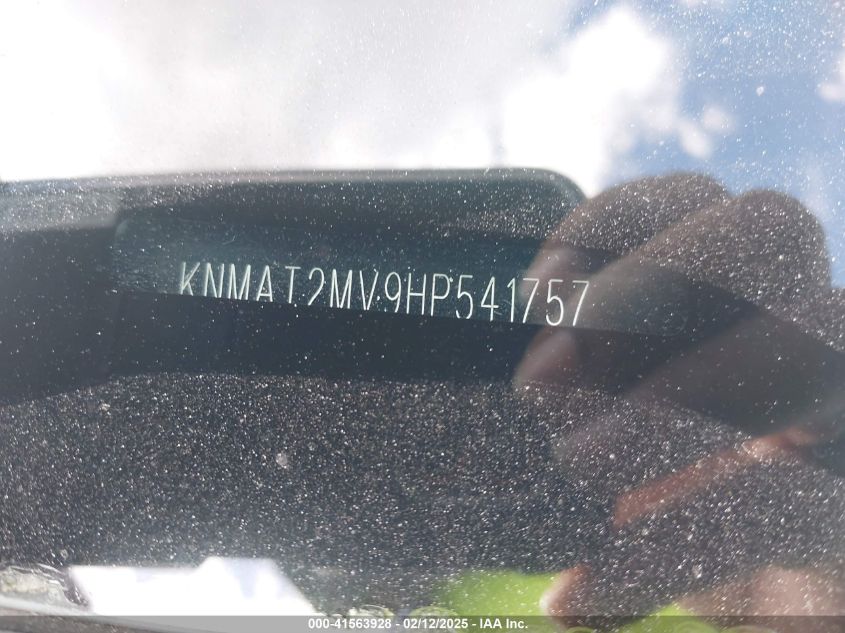 KNMAT2MV9HP541757
000-41563928 - 02/12/2025 - IAA Inc.